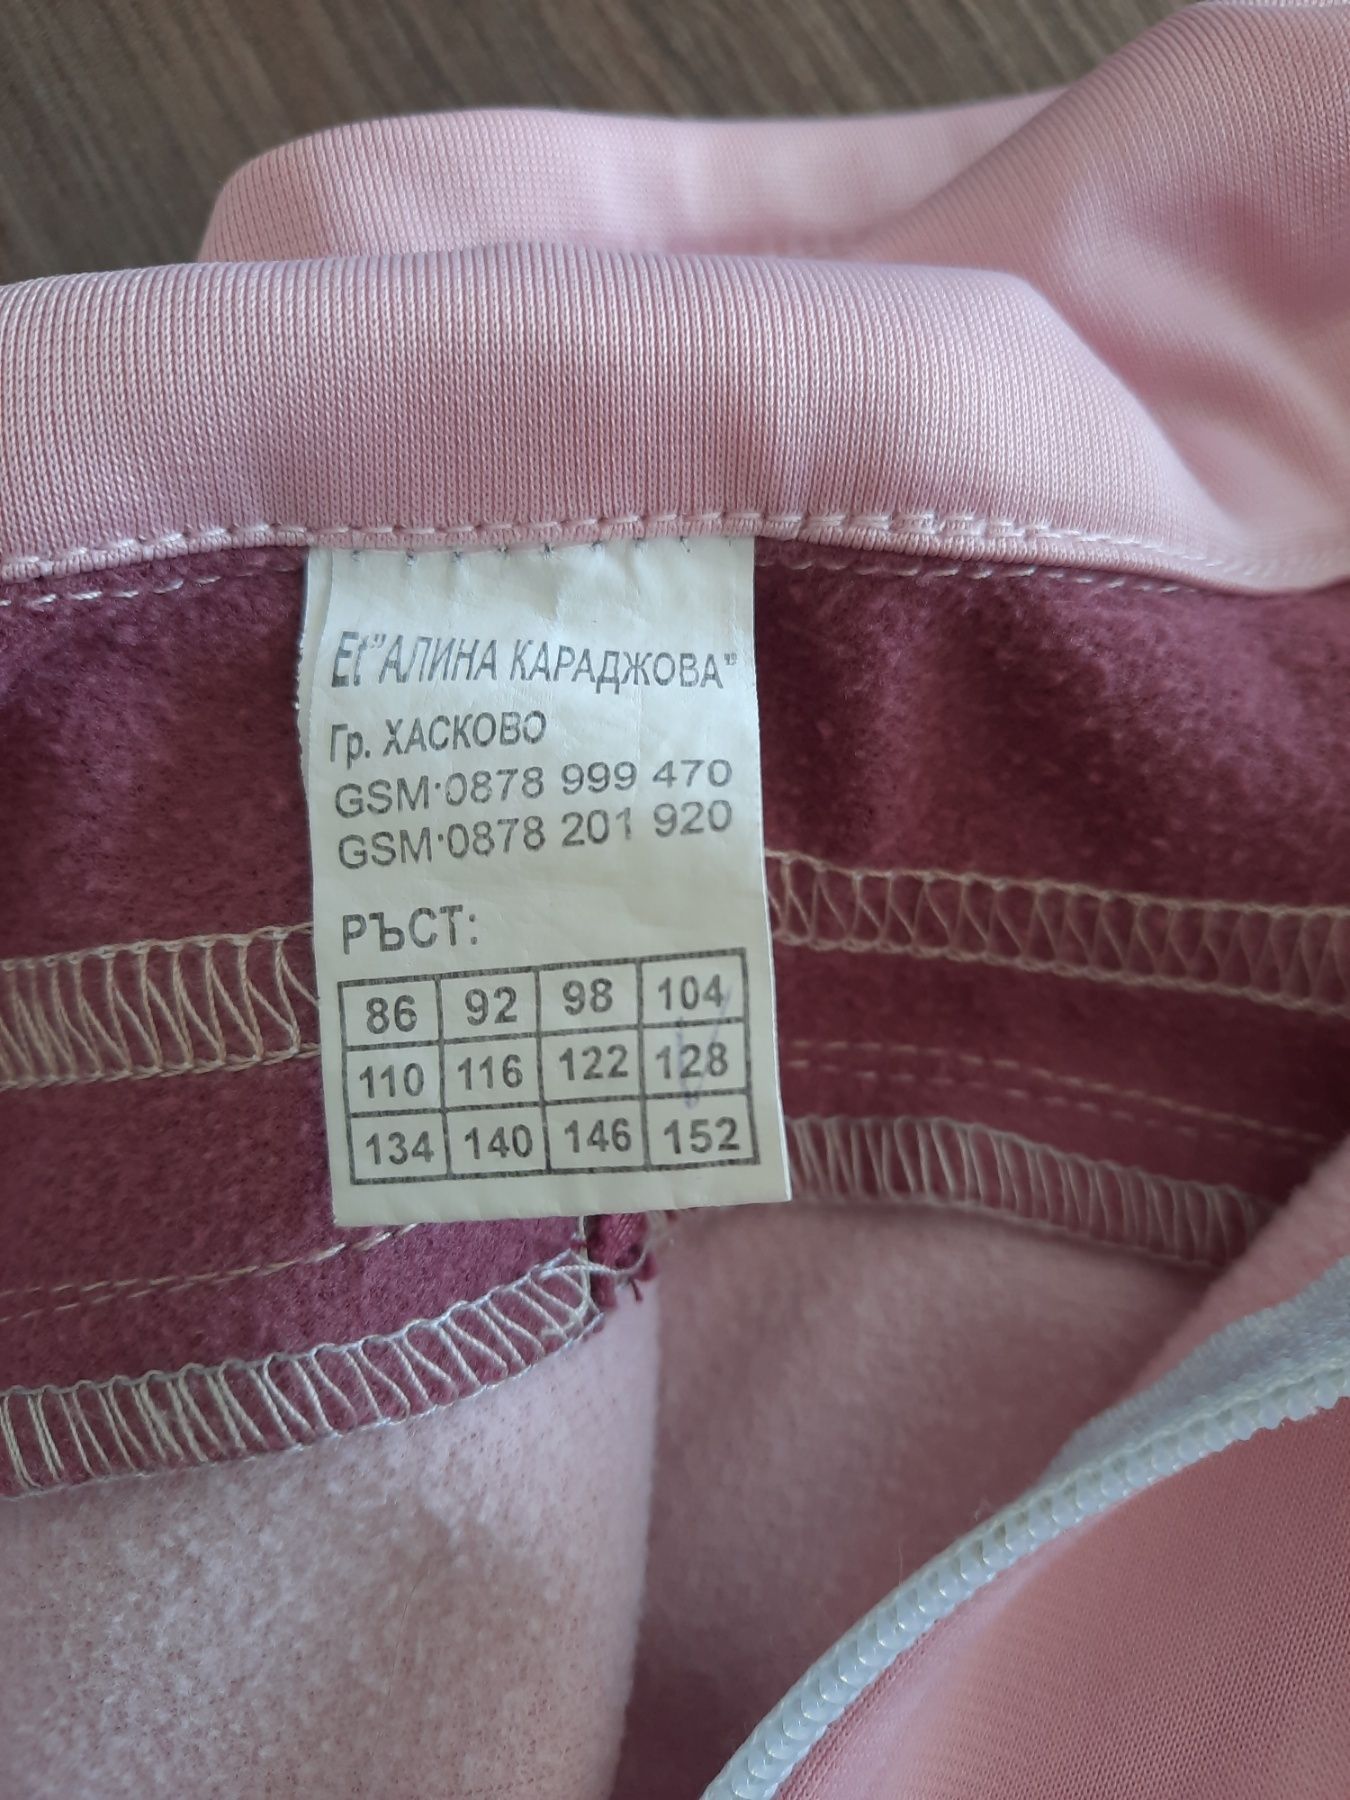 Et"АЛИНА КАРАДЖОВА"
Гр. ХАСКОВО
GSM·0878 999 470
GSM·0878 201 920
РЪСТ:
86 92 98 104
110 116 122 128
134 140 146 152